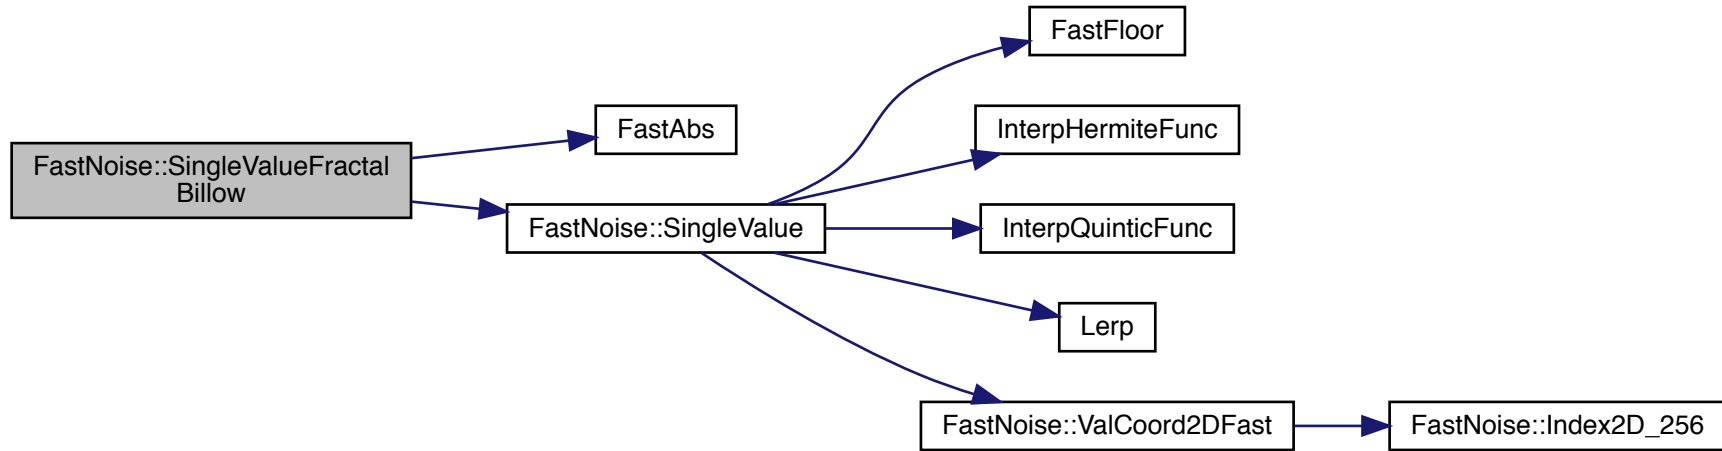 FastFloor
FastAbs
InterpHermiteFunc
FastNoise::SingleValueFractal
Billow
FastNoise::SingleValue
InterpQuinticFunc
Lerp
FastNoise::ValCoord2DFast
FastNoise::Index2D_256